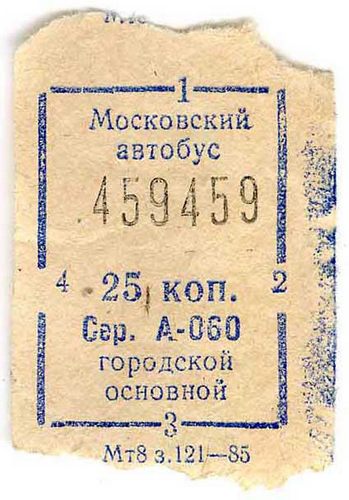 1
Московский
автобус
459459
4 25 коп. 2
Сер. А-060
городской
основной
3
Мт8 з.121—85